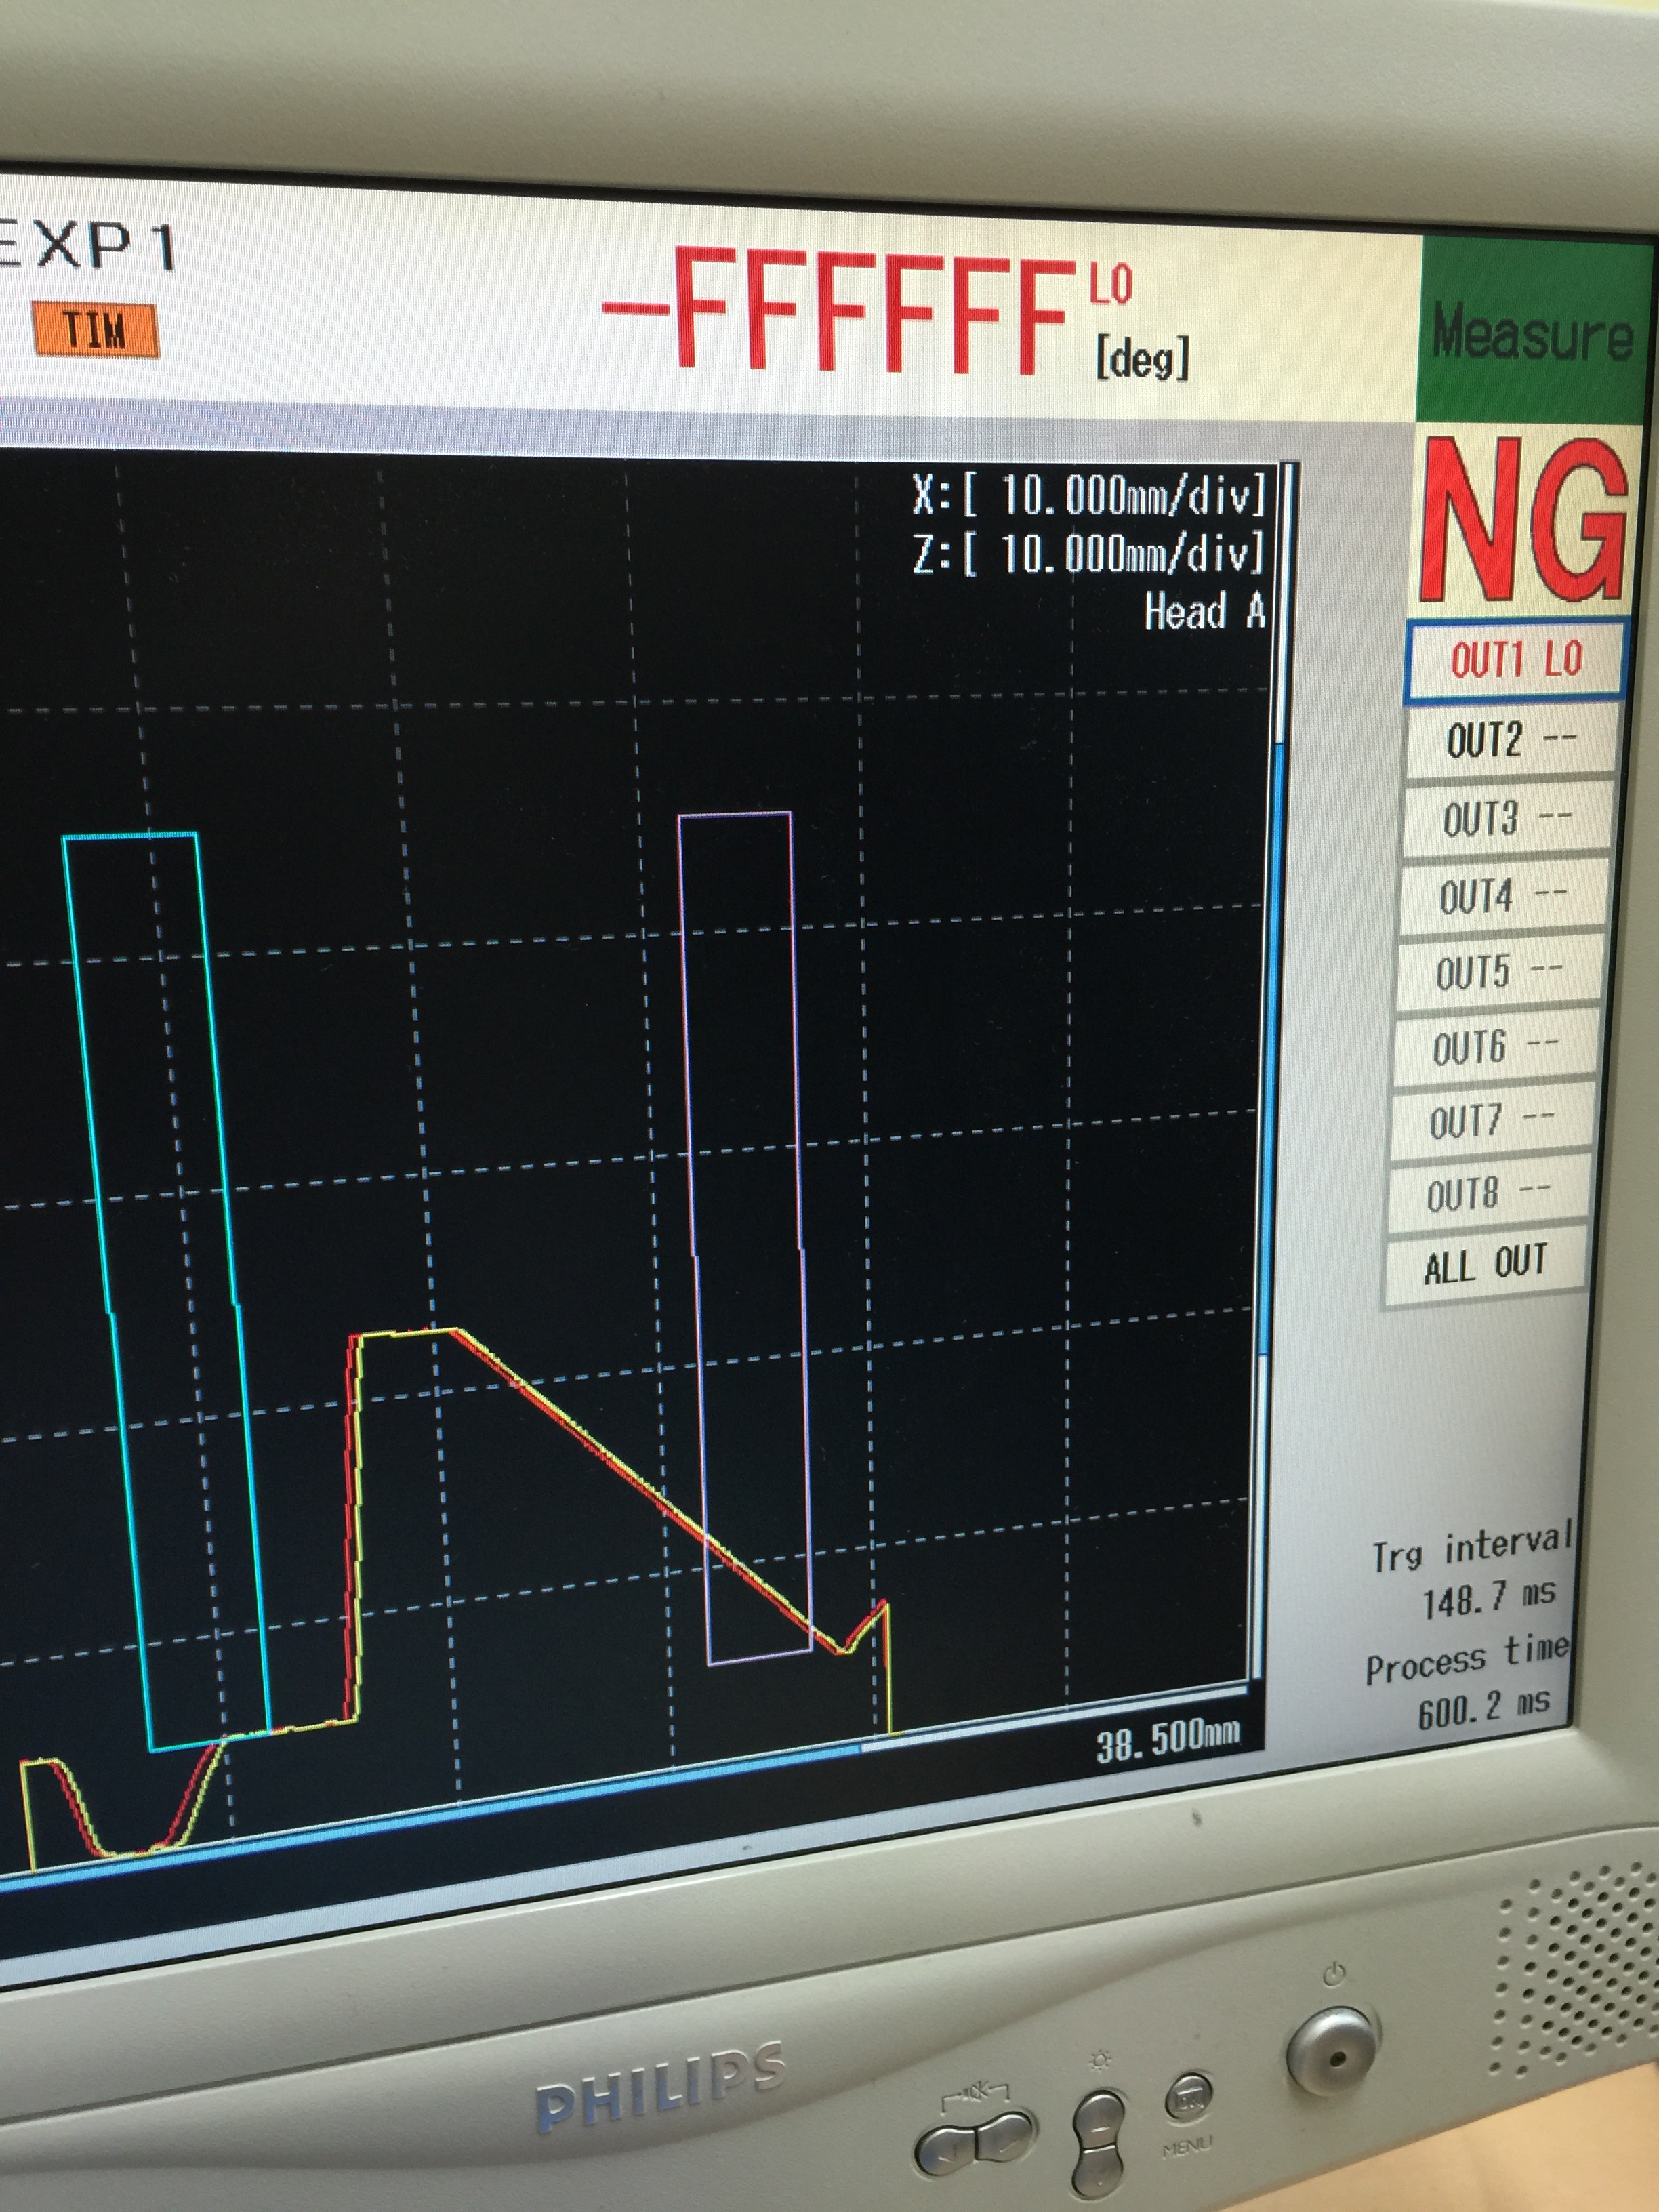 EXP1
TIM
-FFFFFF LO
[deg]
Measure
NG
X:[ 10.000mm/div]
Z:[ 10.000mm/div]
Head A
OUT1 LO
OUT2 --
OUT3 --
OUT4 --
OUT5 --
OUT6 --
OUT7 --
OUT8 --
ALL OUT
Trg interval
148.7 ms
Process time
600.2 ms
38.500mm
PHILIPS
MENU